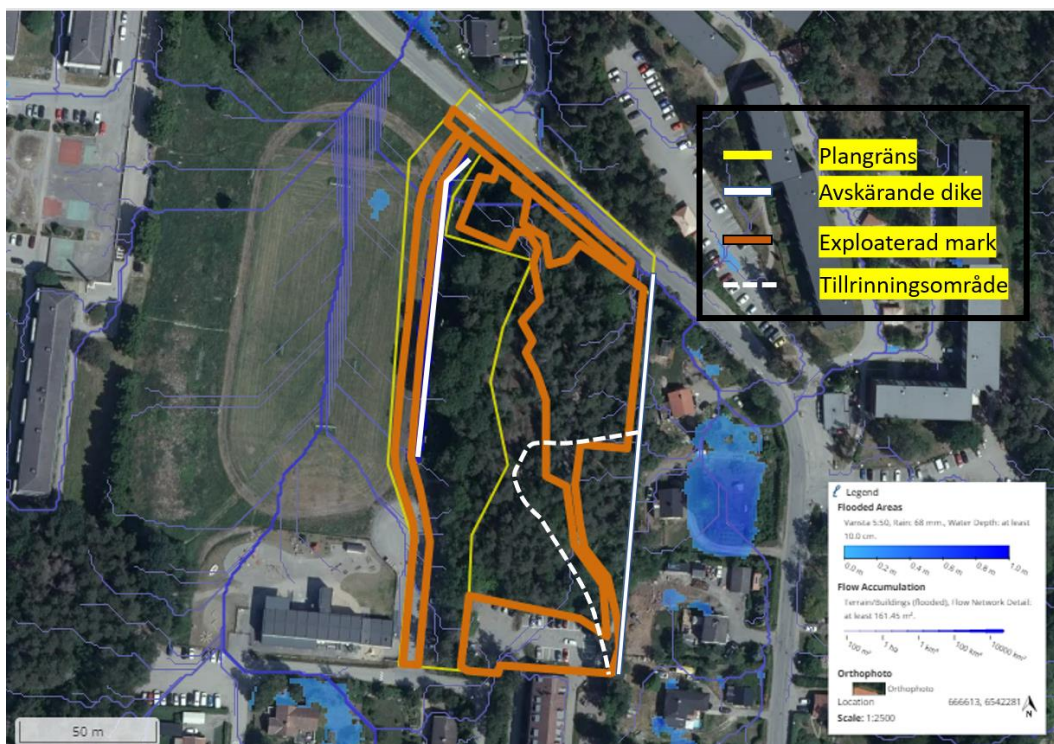 Plangräns
Avskärande dike
Exploaterad mark
Tillrinningsområde
Legend
Flooded Areas
Vansta 5:50, Rain: 68 mm., Water Depth: at least
10.0 cm.
0.0 m 0.2 m 0.4 m 0.6 m 0.8 m 1.0 m
Flow Accumulation
Terrain/Buildings (flooded), Flow Network Detail:
at least 161.45 m².
100 m² 1 ha 1 km² 100 km² 10000 km²
Orthophoto
Orthophoto
Location 666613, 6542281
Scale: 1:2500
N
50 m